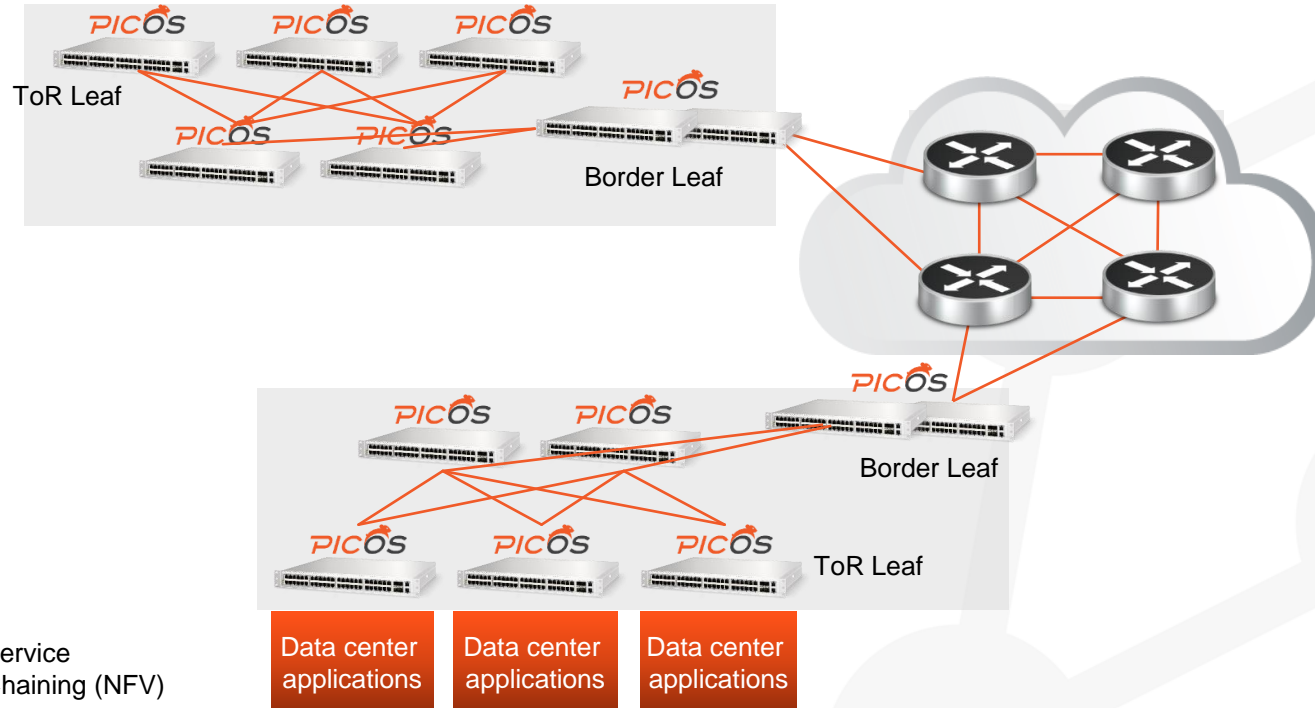 PICOS PICOS PICOS
ToR Leaf
PICOS
PICOS PICOS
Border Leaf
PICOS
PICOS PICOS
Border Leaf
PICOS PICOS PICOS
ToR Leaf
Data center
applications
Data center
applications
Data center
applications
ervice
haining (NFV)